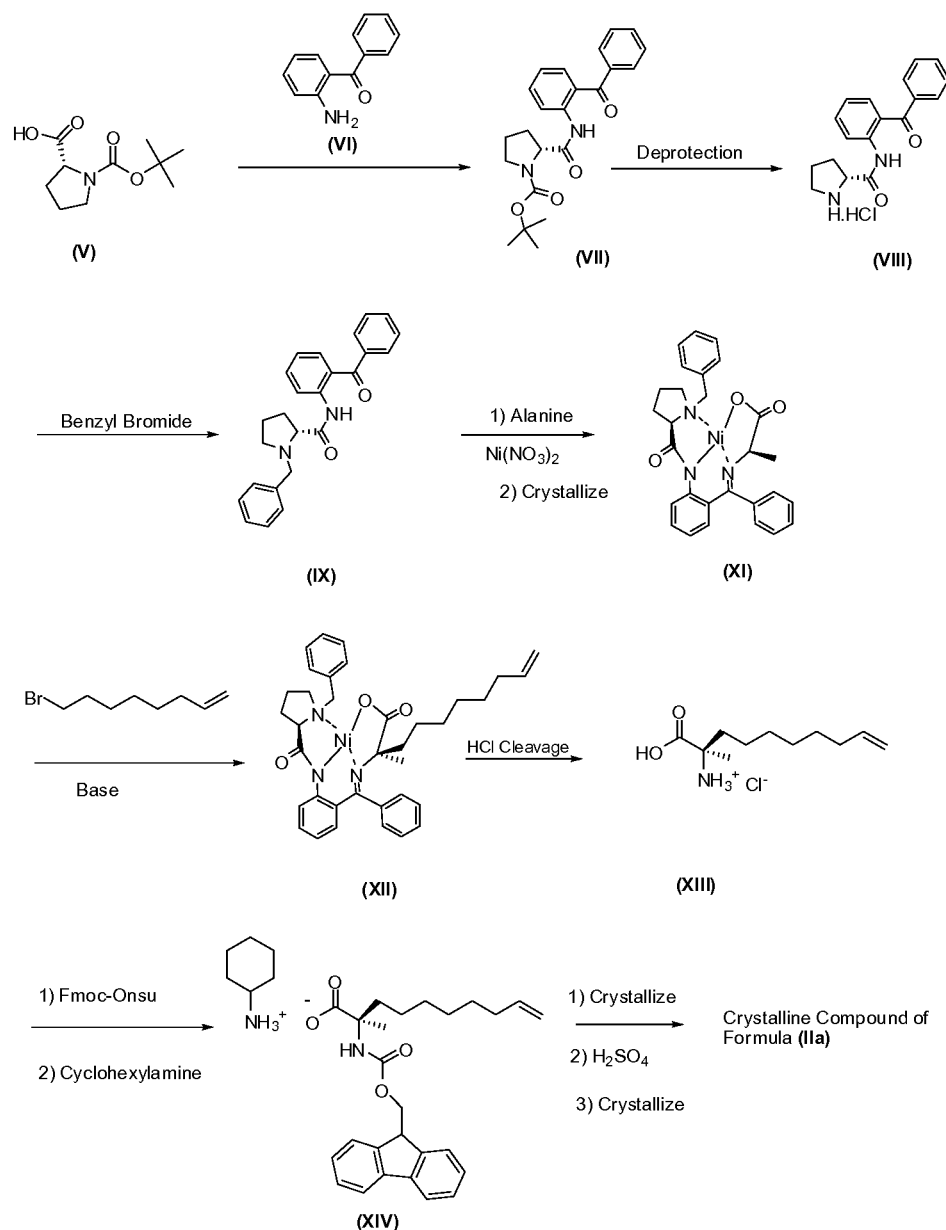 HO
O
N
O
O
(V)
NH2
O
(VI)
O
NH
N
O
O
O
(VII)
Deprotection
O
NH
N
O
H.HCl
(VIII)
Benzyl Bromide
O
NH
N
O
(IX)
1) Alanine
Ni(NO3)2
2) Crystallize
N
O
O
Ni
O
N
N
(XI)
Br
Base
N
O
O
Ni
O
N
N
(XII)
HCl Cleavage
O
HO
NH3+ Cl-
(XIII)
1) Fmoc-Onsu
2) Cyclohexylamine
NH3+
O
-
O
HN
O
O
(XIV)
1) Crystallize
2) H2SO4
3) Crystallize
Crystalline Compound of
Formula (IIa)